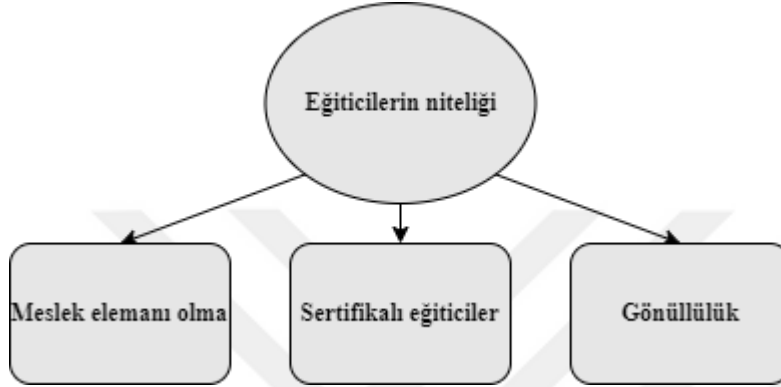 Eğiticilerin niteliği
Meslek elemanı olma
Sertifikalı eğiticiler
Gönüllülük